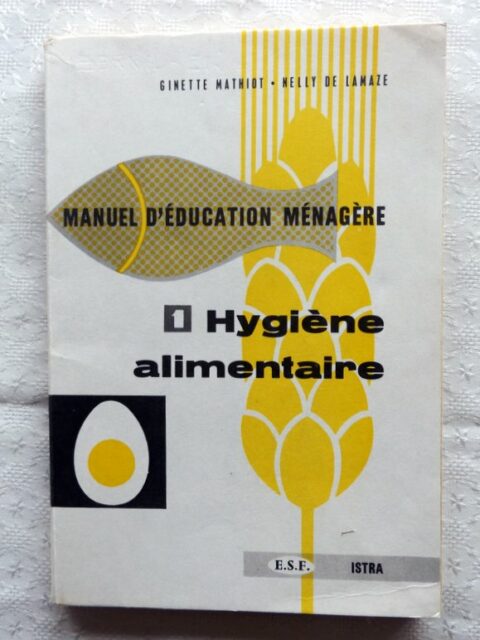 GINETTE MATHIOT • NELLY DE LAMAZE
MANUEL D'ÉDUCATION MÉNAGÈRE
1 Hygiène
alimentaire
E.S.F. ISTRA